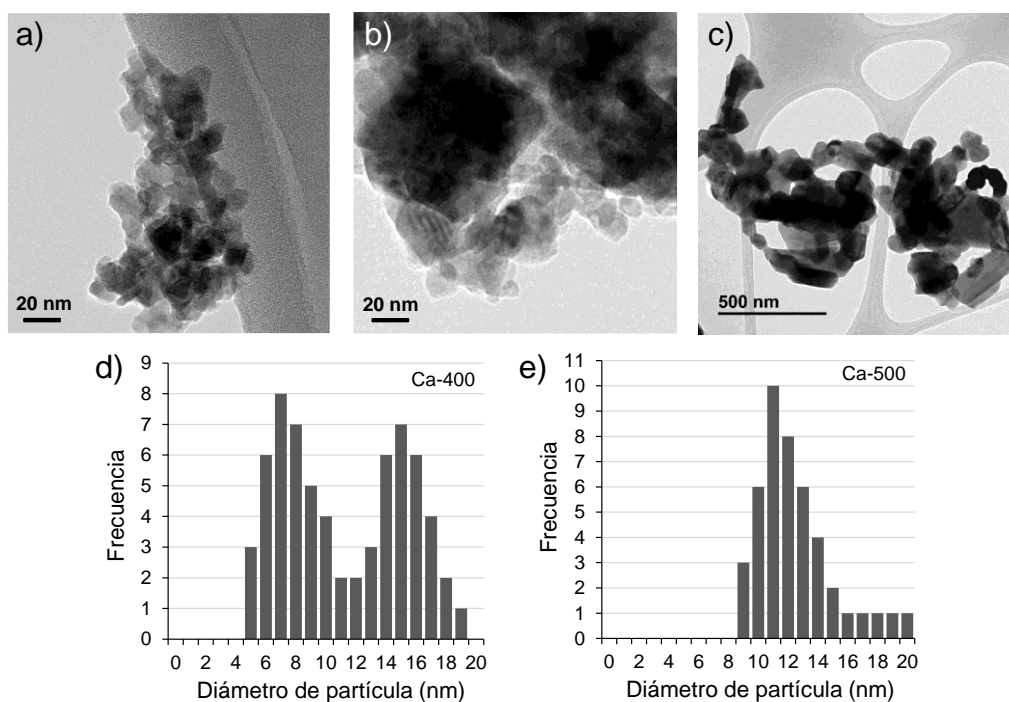 a)
b)
c)
20 nm
20 nm
500 nm
d)
Ca-400
9
8
7
6
5
4
3
2
1
0
Frecuencia
0 2 4 6 8 10 12 14 16 18 20
Diámetro de partícula (nm)
e)
Ca-500
11
10
9
8
7
6
5
4
3
2
1
0
Frecuencia
0 2 4 6 8 10 12 14 16 18 20
Diámetro de partícula (nm)